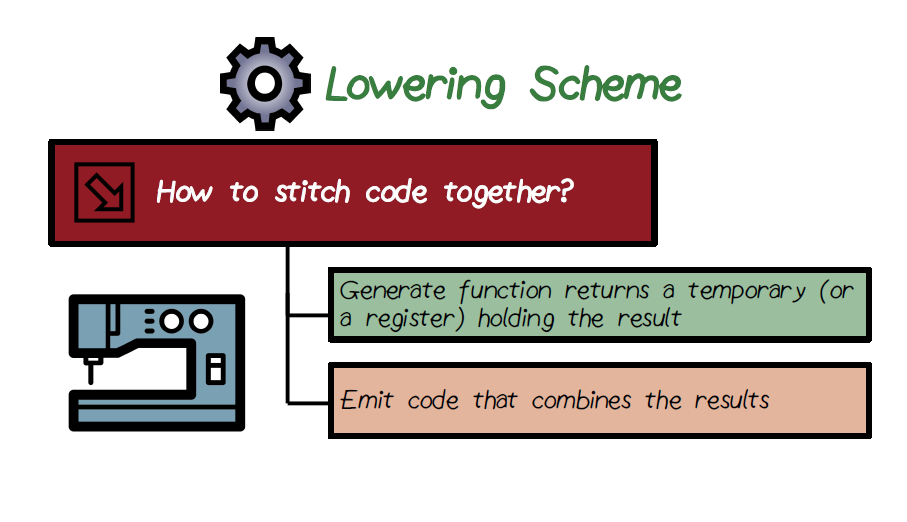 Lowering Scheme
How to stitch code together?
Generate function returns a temporary (or
a register) holding the result
Emit code that combines the results